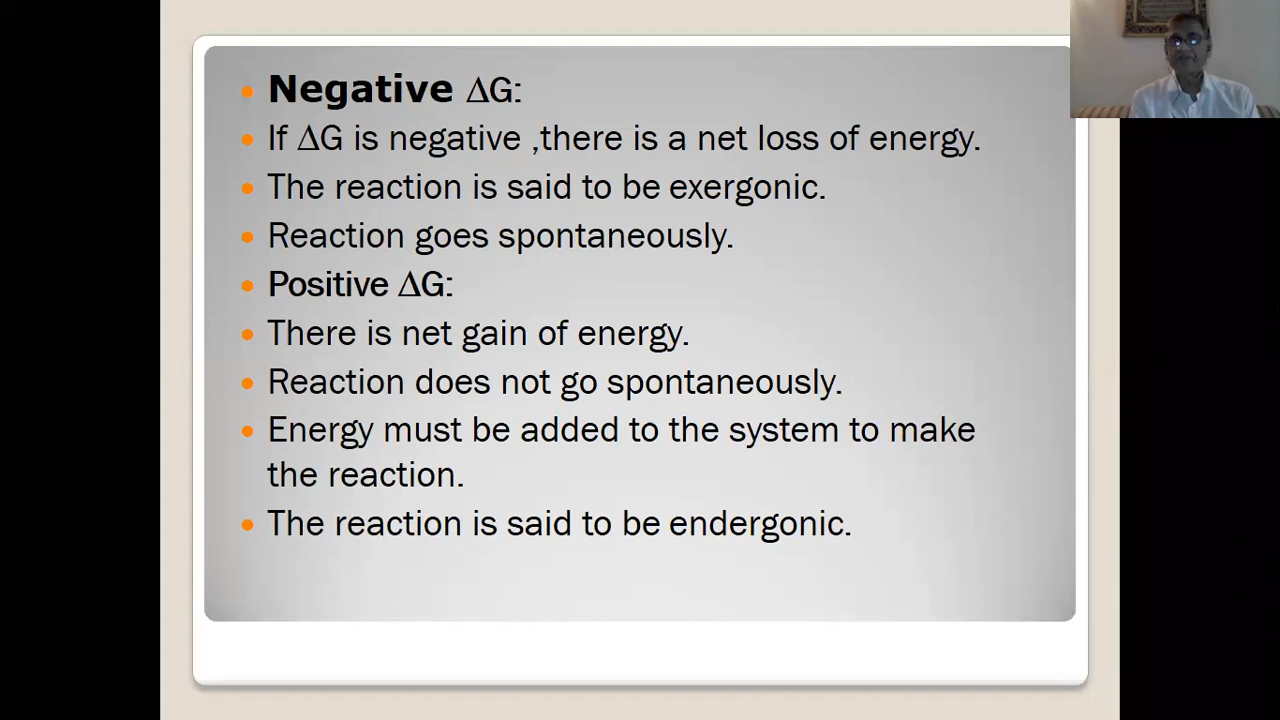 Negative ΔG:
If ΔG is negative ,there is a net loss of energy.
The reaction is said to be exergonic.
Reaction goes spontaneously.
Positive ΔG:
There is net gain of energy.
Reaction does not go spontaneously.
Energy must be added to the system to make
the reaction.
The reaction is said to be endergonic.